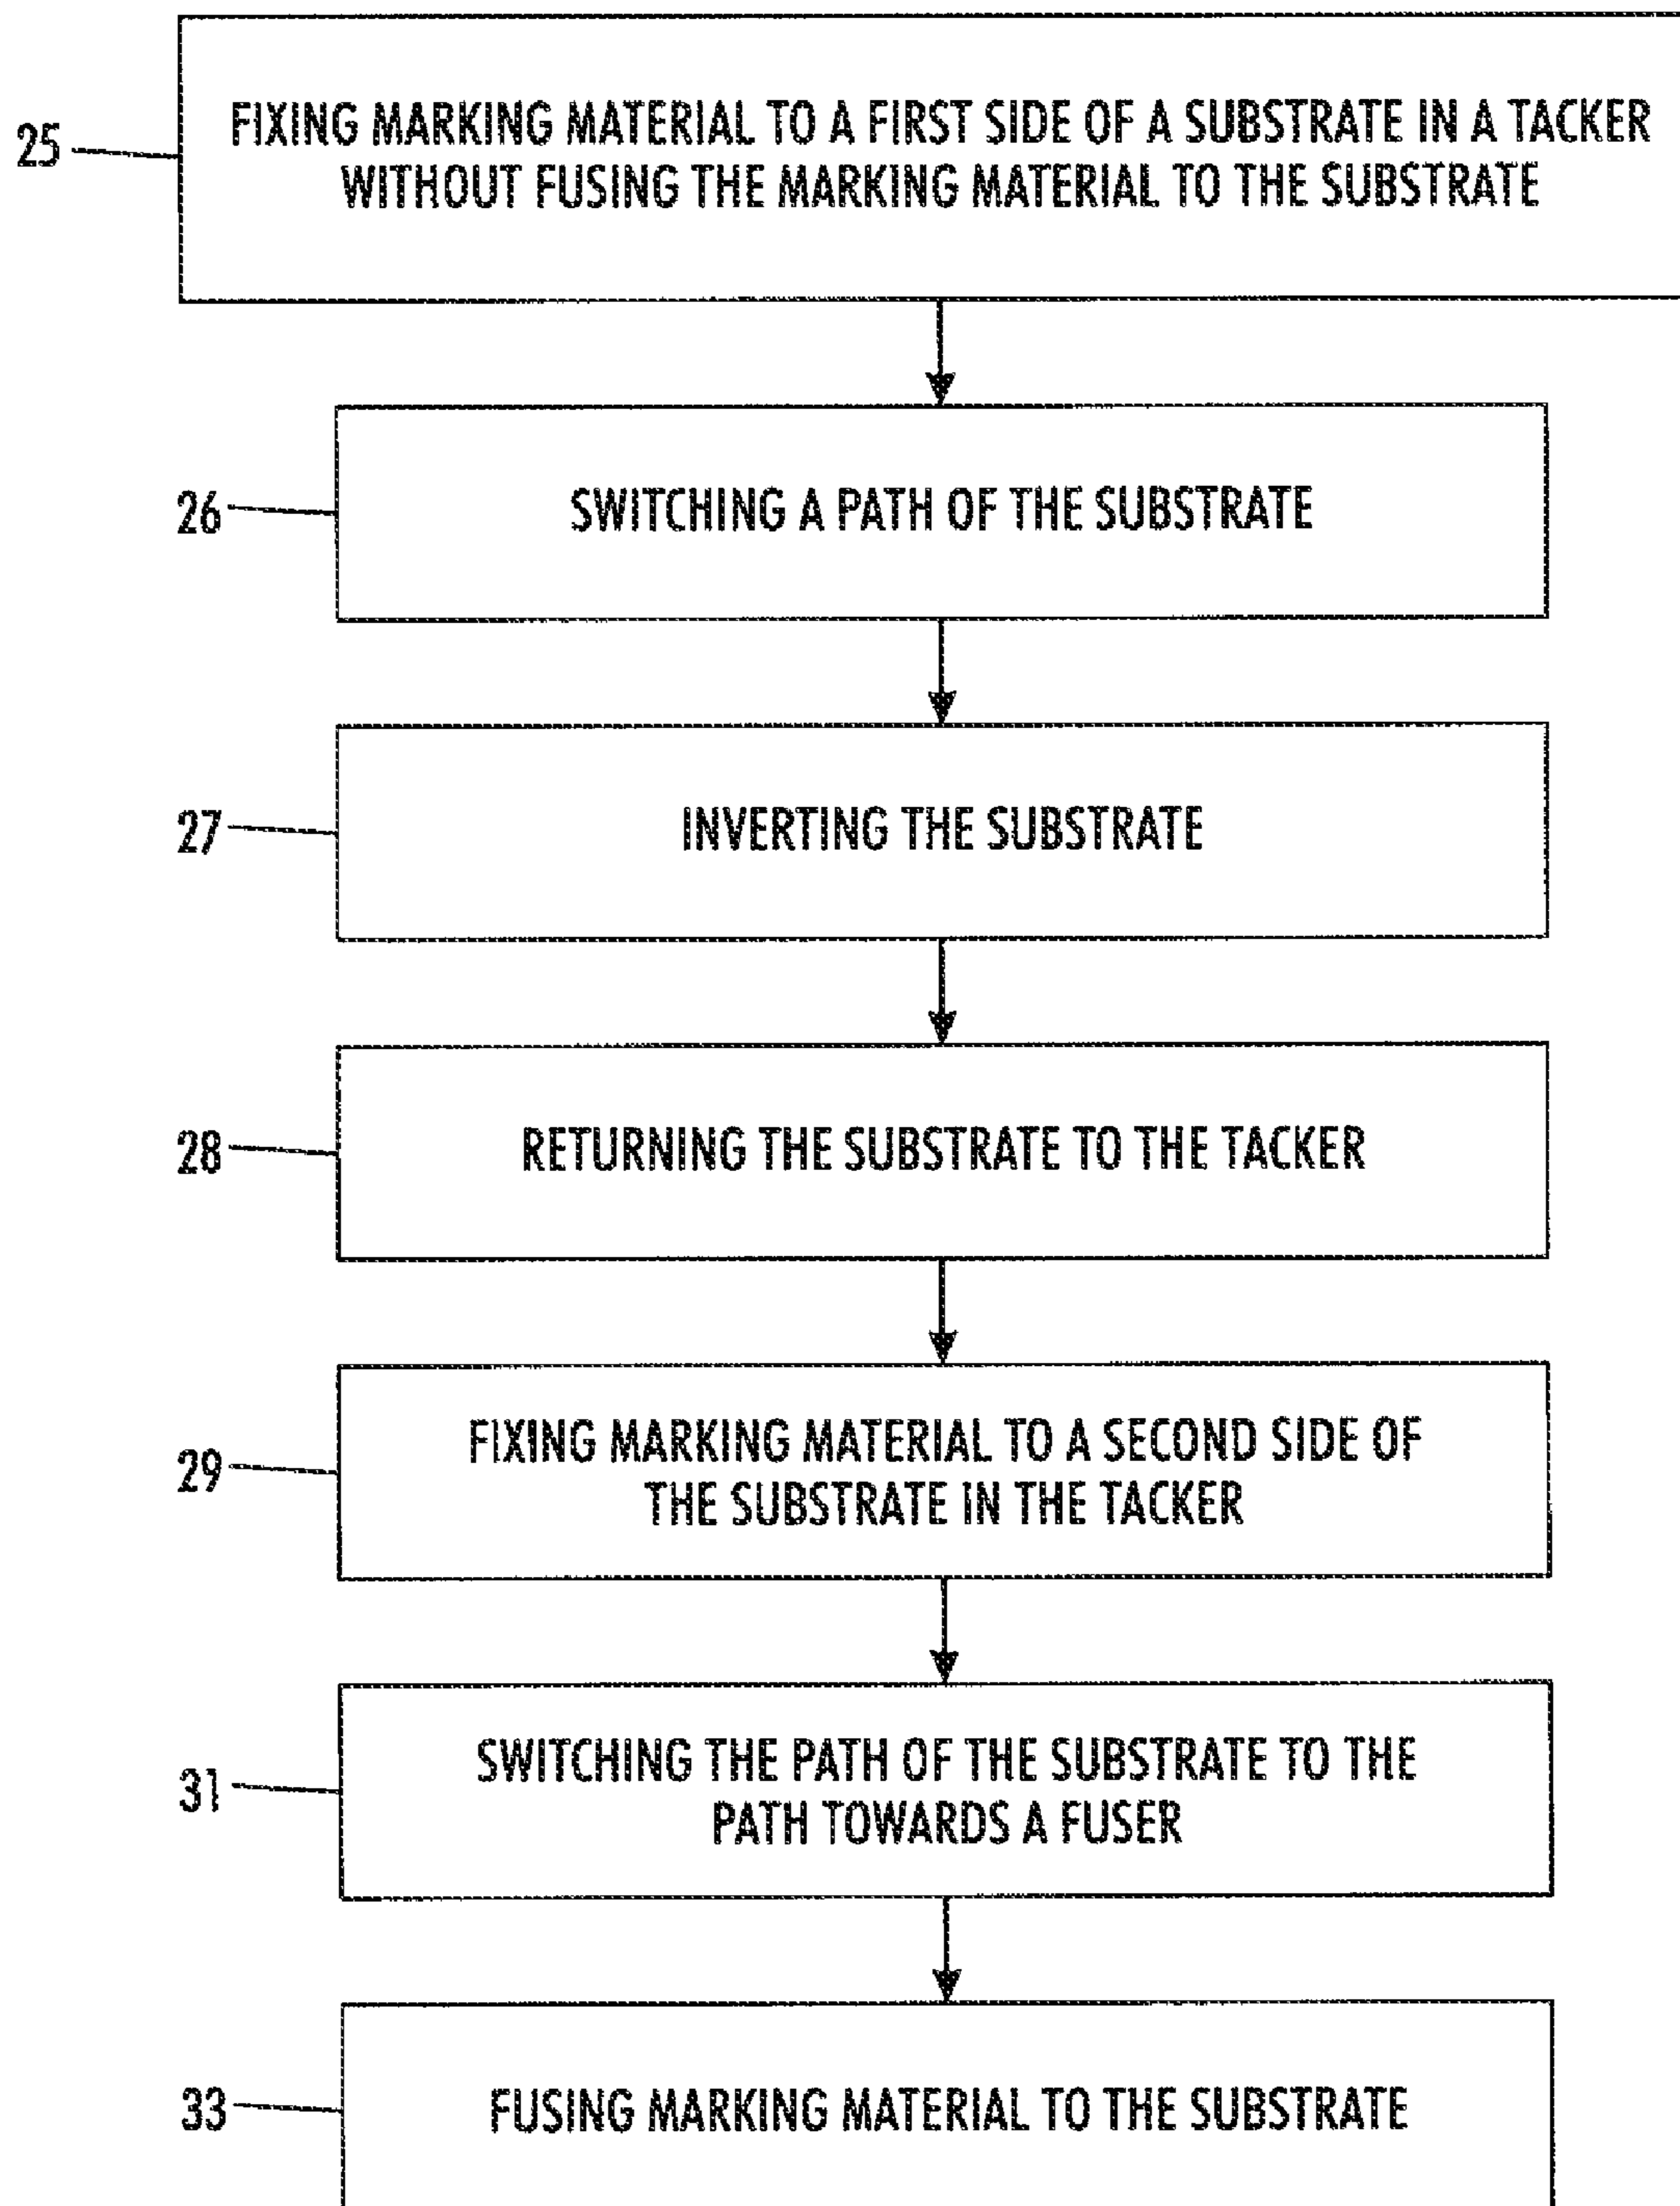 25
FIXING MARKING MATERIAL TO A FIRST SIDE OF A SUBSTRATE IN A TACKER
WITHOUT FUSING THE MARKING MATERIAL TO THE SUBSTRATE
26
SWITCHING A PATH OF THE SUBSTRATE
27
INVERTING THE SUBSTRATE
28
RETURNING THE SUBSTRATE TO THE TACKER
29
FIXING MARKING MATERIAL TO A SECOND SIDE OF
THE SUBSTRATE IN THE TACKER
31
SWITCHING THE PATH OF THE SUBSTRATE TO THE
PATH TOWARDS A FUSER
33
FUSING MARKING MATERIAL TO THE SUBSTRATE